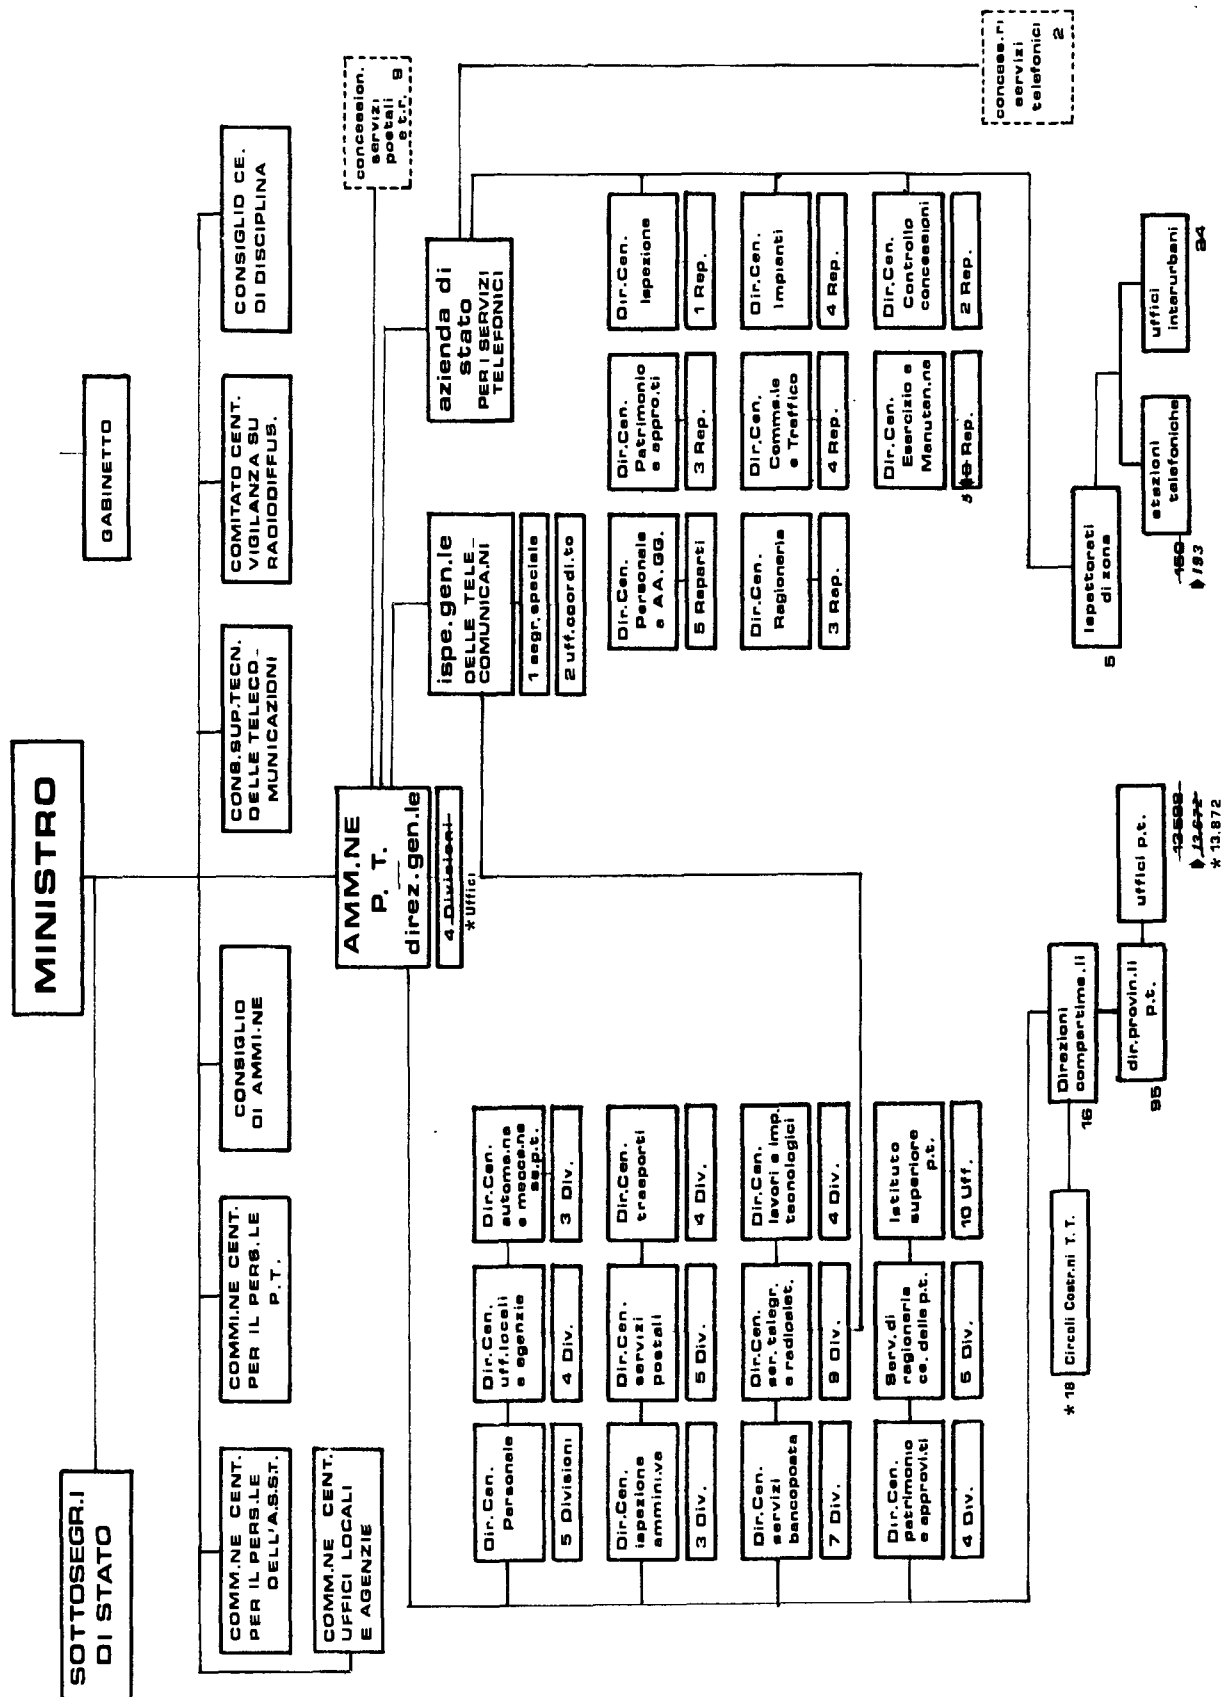 MINISTRO
SOTTOSEGR.I
DI STATO
GABINETTO
COMM.NE CENT.
PER IL PERS.LE
DELL'A.S.S.T.
COMMI.NE CENT.
PER IL PERS.LE
P.T.
CONSIGLIO
DI AMMI.NE
CONS.SUP.TECN.
DELLE TELECO_
MUNICAZIONI
COMITATO CENT.
VIGILANZA SU
RADIODIFFUS.
CONSIGLIO CE.
DI DISCIPLINA
COMM.NE CENT.
UFFICI LOCALI
E AGENZIE
AMM.NE
P. T.
direz.gen.le
4 Divisioni
* Uffici
concession.
servizi
postali
e t.r. 9
ispe.gen.le
DELLE TELE_
COMUNICA.NI
1 segr.speciale
2 uff.coordi.to
azienda di
stato
PER I SERVIZI
TELEFONICI
concess.ri
servizi
telefonici
2
Dir.Cen.
Personale
5 Divisioni
Dir.Cen.
uff.locali
e agenzie
4 Div.
Dir.Cen.
automa.ne
e mecca.ne
se.p.t.
3 Div.
Dir.Cen.
Personale
e AA.GG.
5 Reparti
Dir.Cen.
Patrimonio
e appro.ti
3 Rep.
Dir.Cen.
Ispezione
1 Rep.
Dir.Cen.
ispezione
ammini.va
3 Div.
Dir.Cen.
servizi
postali
5 Div.
Dir.Cen.
trasporti
4 Div.
Dir.Cen.
Ragioneria
3 Rep.
Dir.Cen.
Comme.le
e Traffico
4 Rep.
Dir.Cen.
Impianti
4 Rep.
Dir.Cen.
servizi
bancoposta
7 Div.
Dir.Cen.
ser. telegr.
e radioelet.
9 Div.
Dir.Cen.
lavori e imp.
tecnologici
4 Div.
Dir.Cen.
Esercizio e
Manuten.ne
5 Rep.
Dir.Cen.
Controllo
concessioni
2 Rep.
Dir.Cen.
patrimonio
e approvi.ti
4 Div.
Serv.di
ragioneria
ce. delle p.t.
5 Div.
Istituto
superiore
p.t.
10 Uff.
* 18 Circoli Costr.ni T. T.
Direzioni
compartime.li
16
dir.provin.li
p.t.
95
uffici p.t.
13.672
* 13.872
Ispettorati
di zona
5
stazioni
telefoniche
150
193
uffici
interurbani
34